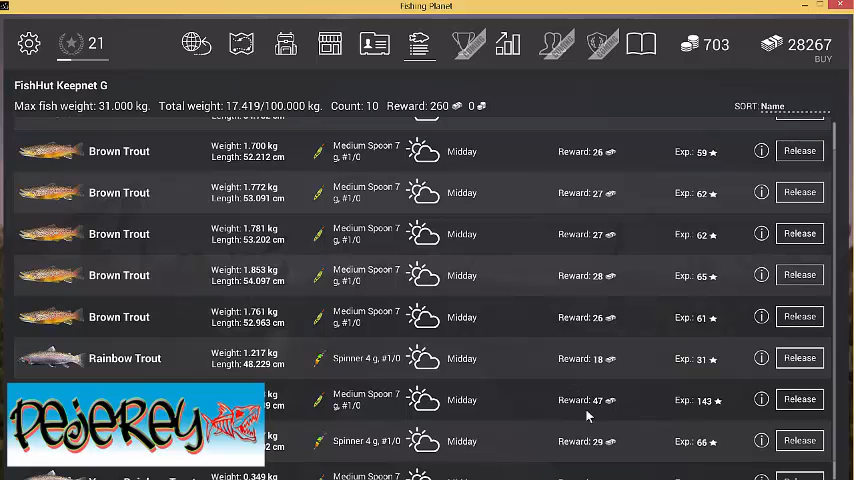 Fishing Planet
21
703
28267
BUY
FishHut Keepnet G
Max fish weight: 31.000 kg. Total weight: 17.419/100.000 kg. Count: 10 Reward: 260 0
SORT: Name
Brown Trout Weight: 1.700 kg Medium Spoon 7 Midday Reward: 26 Exp.: 59 Release
Length: 52.212 cm g, #1/0
Brown Trout Weight: 1.772 kg Medium Spoon 7 Midday Reward: 27 Exp.: 62 Release
Length: 53.091 cm g, #1/0
Brown Trout Weight: 1.781 kg Medium Spoon 7 Midday Reward: 27 Exp.: 62 Release
Length: 53.202 cm g, #1/0
Brown Trout Weight: 1.853 kg Medium Spoon 7 Midday Reward: 28 Exp.: 65 Release
Length: 54.097 cm g, #1/0
Brown Trout Weight: 1.761 kg Medium Spoon 7 Midday Reward: 26 Exp.: 61 Release
Length: 52.963 cm g, #1/0
Rainbow Trout Weight: 1.217 kg Spinner 4 g, #1/0 Midday Reward: 18 Exp.: 31 Release
Length: 48.229 cm
PEJEREY
kg Medium Spoon 7 Midday Reward: 47 Exp.: 143 Release
cm g, #1/0
Spinner 4 g, #1/0 Midday Reward: 29 Exp.: 66 Release
cm
0.349 kg Medium Spoon 7